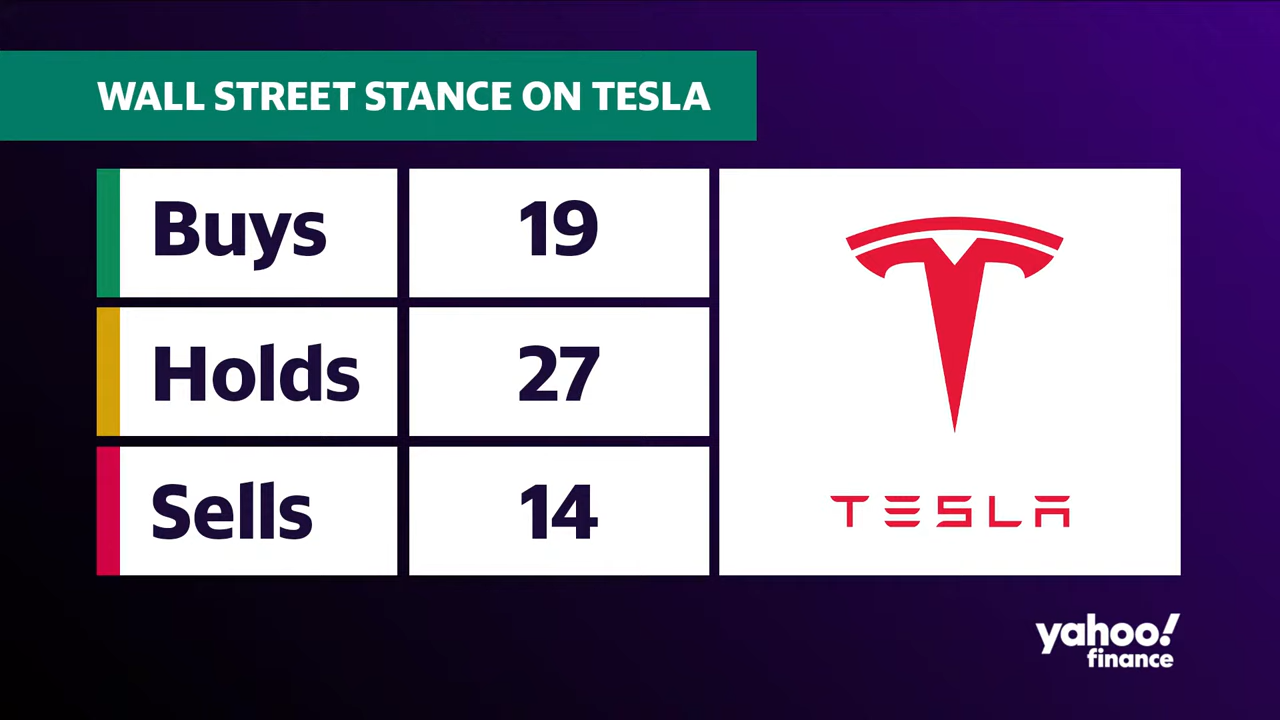 WALL STREET STANCE ON TESLA
Buys 19
Holds 27
Sells 14
TESLA
yahoo!
finance